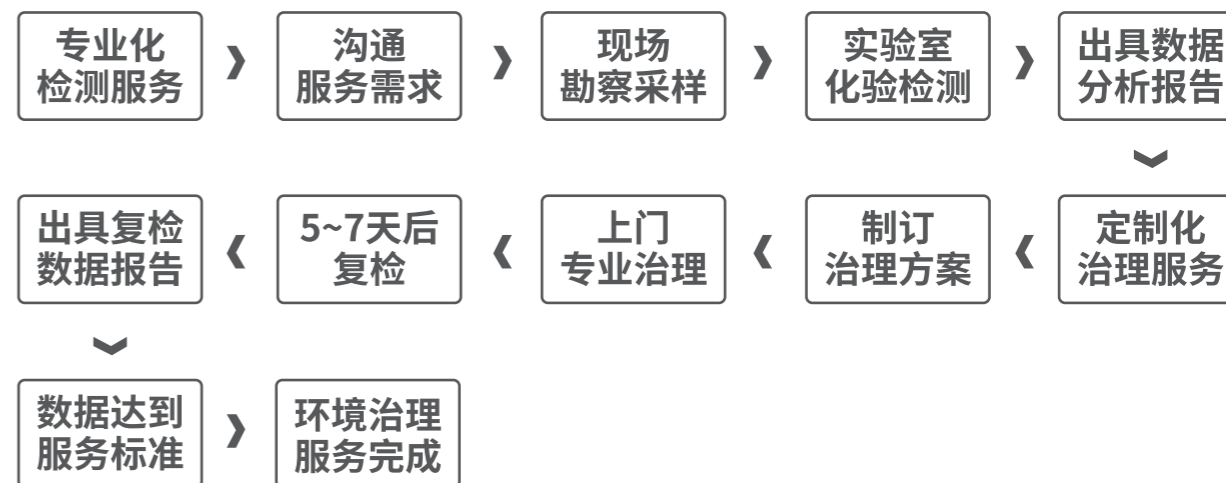 专业化
检测服务
沟通
服务需求
现场
勘察采样
实验室
化验检测
出具数据
分析报告
定制化
治理服务
制订
治理方案
上门
专业治理
5~7天后
复检
出具复检
数据报告
数据达到
服务标准
环境治理
服务完成